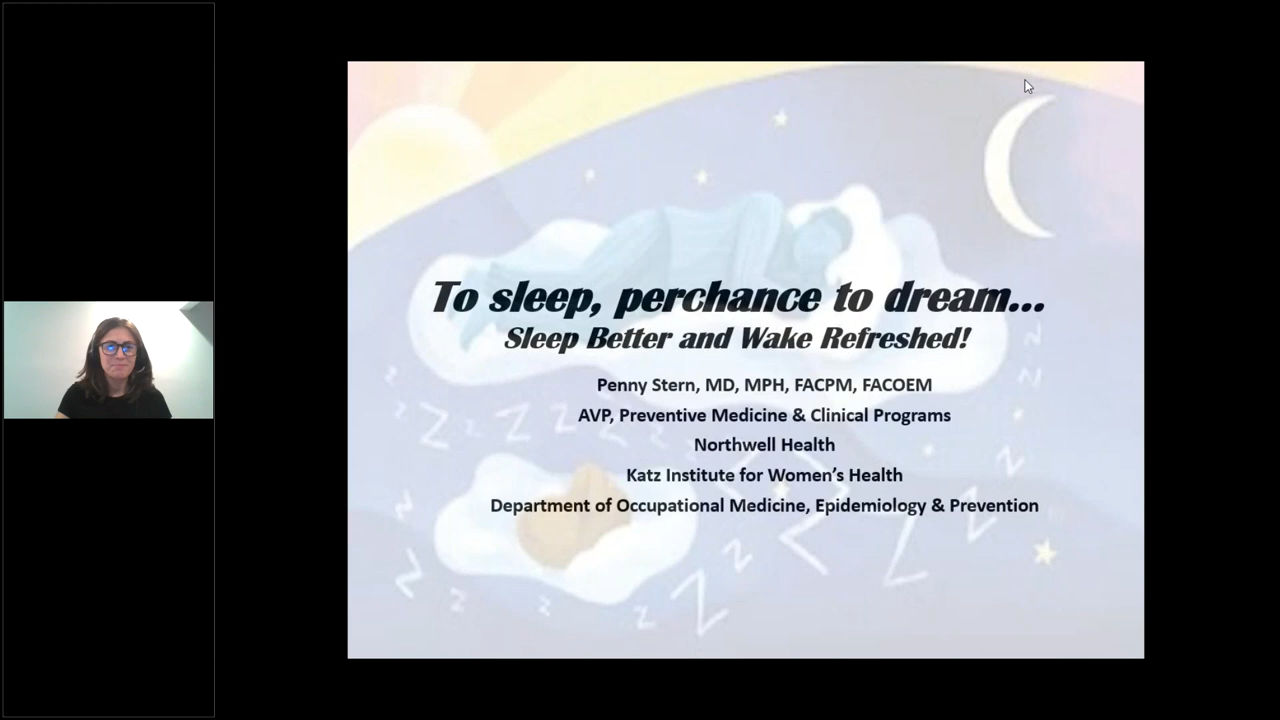 To sleep, perchance to dream...
Sleep Better and Wake Refreshed!
Penny Stern, MD, MPH, FACPM, FACOEM
AVP, Preventive Medicine & Clinical Programs
Northwell Health
Katz Institute for Women's Health
Department of Occupational Medicine, Epidemiology & Prevention